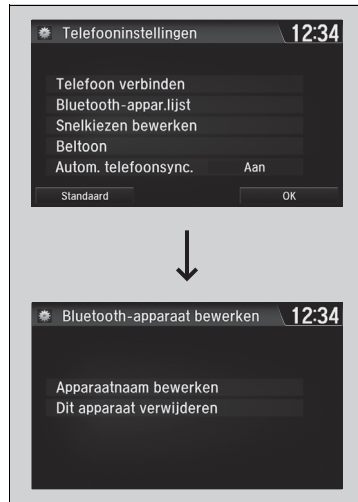 Telefooninstellingen 12:34
Telefoon verbinden
Bluetooth-appar.lijst
Snelkiezen bewerken
Beltoon
Autom. telefoonsync. Aan
Standaard OK
Bluetooth-apparaat bewerken 12:34
Apparaatnaam bewerken
Dit apparaat verwijderen